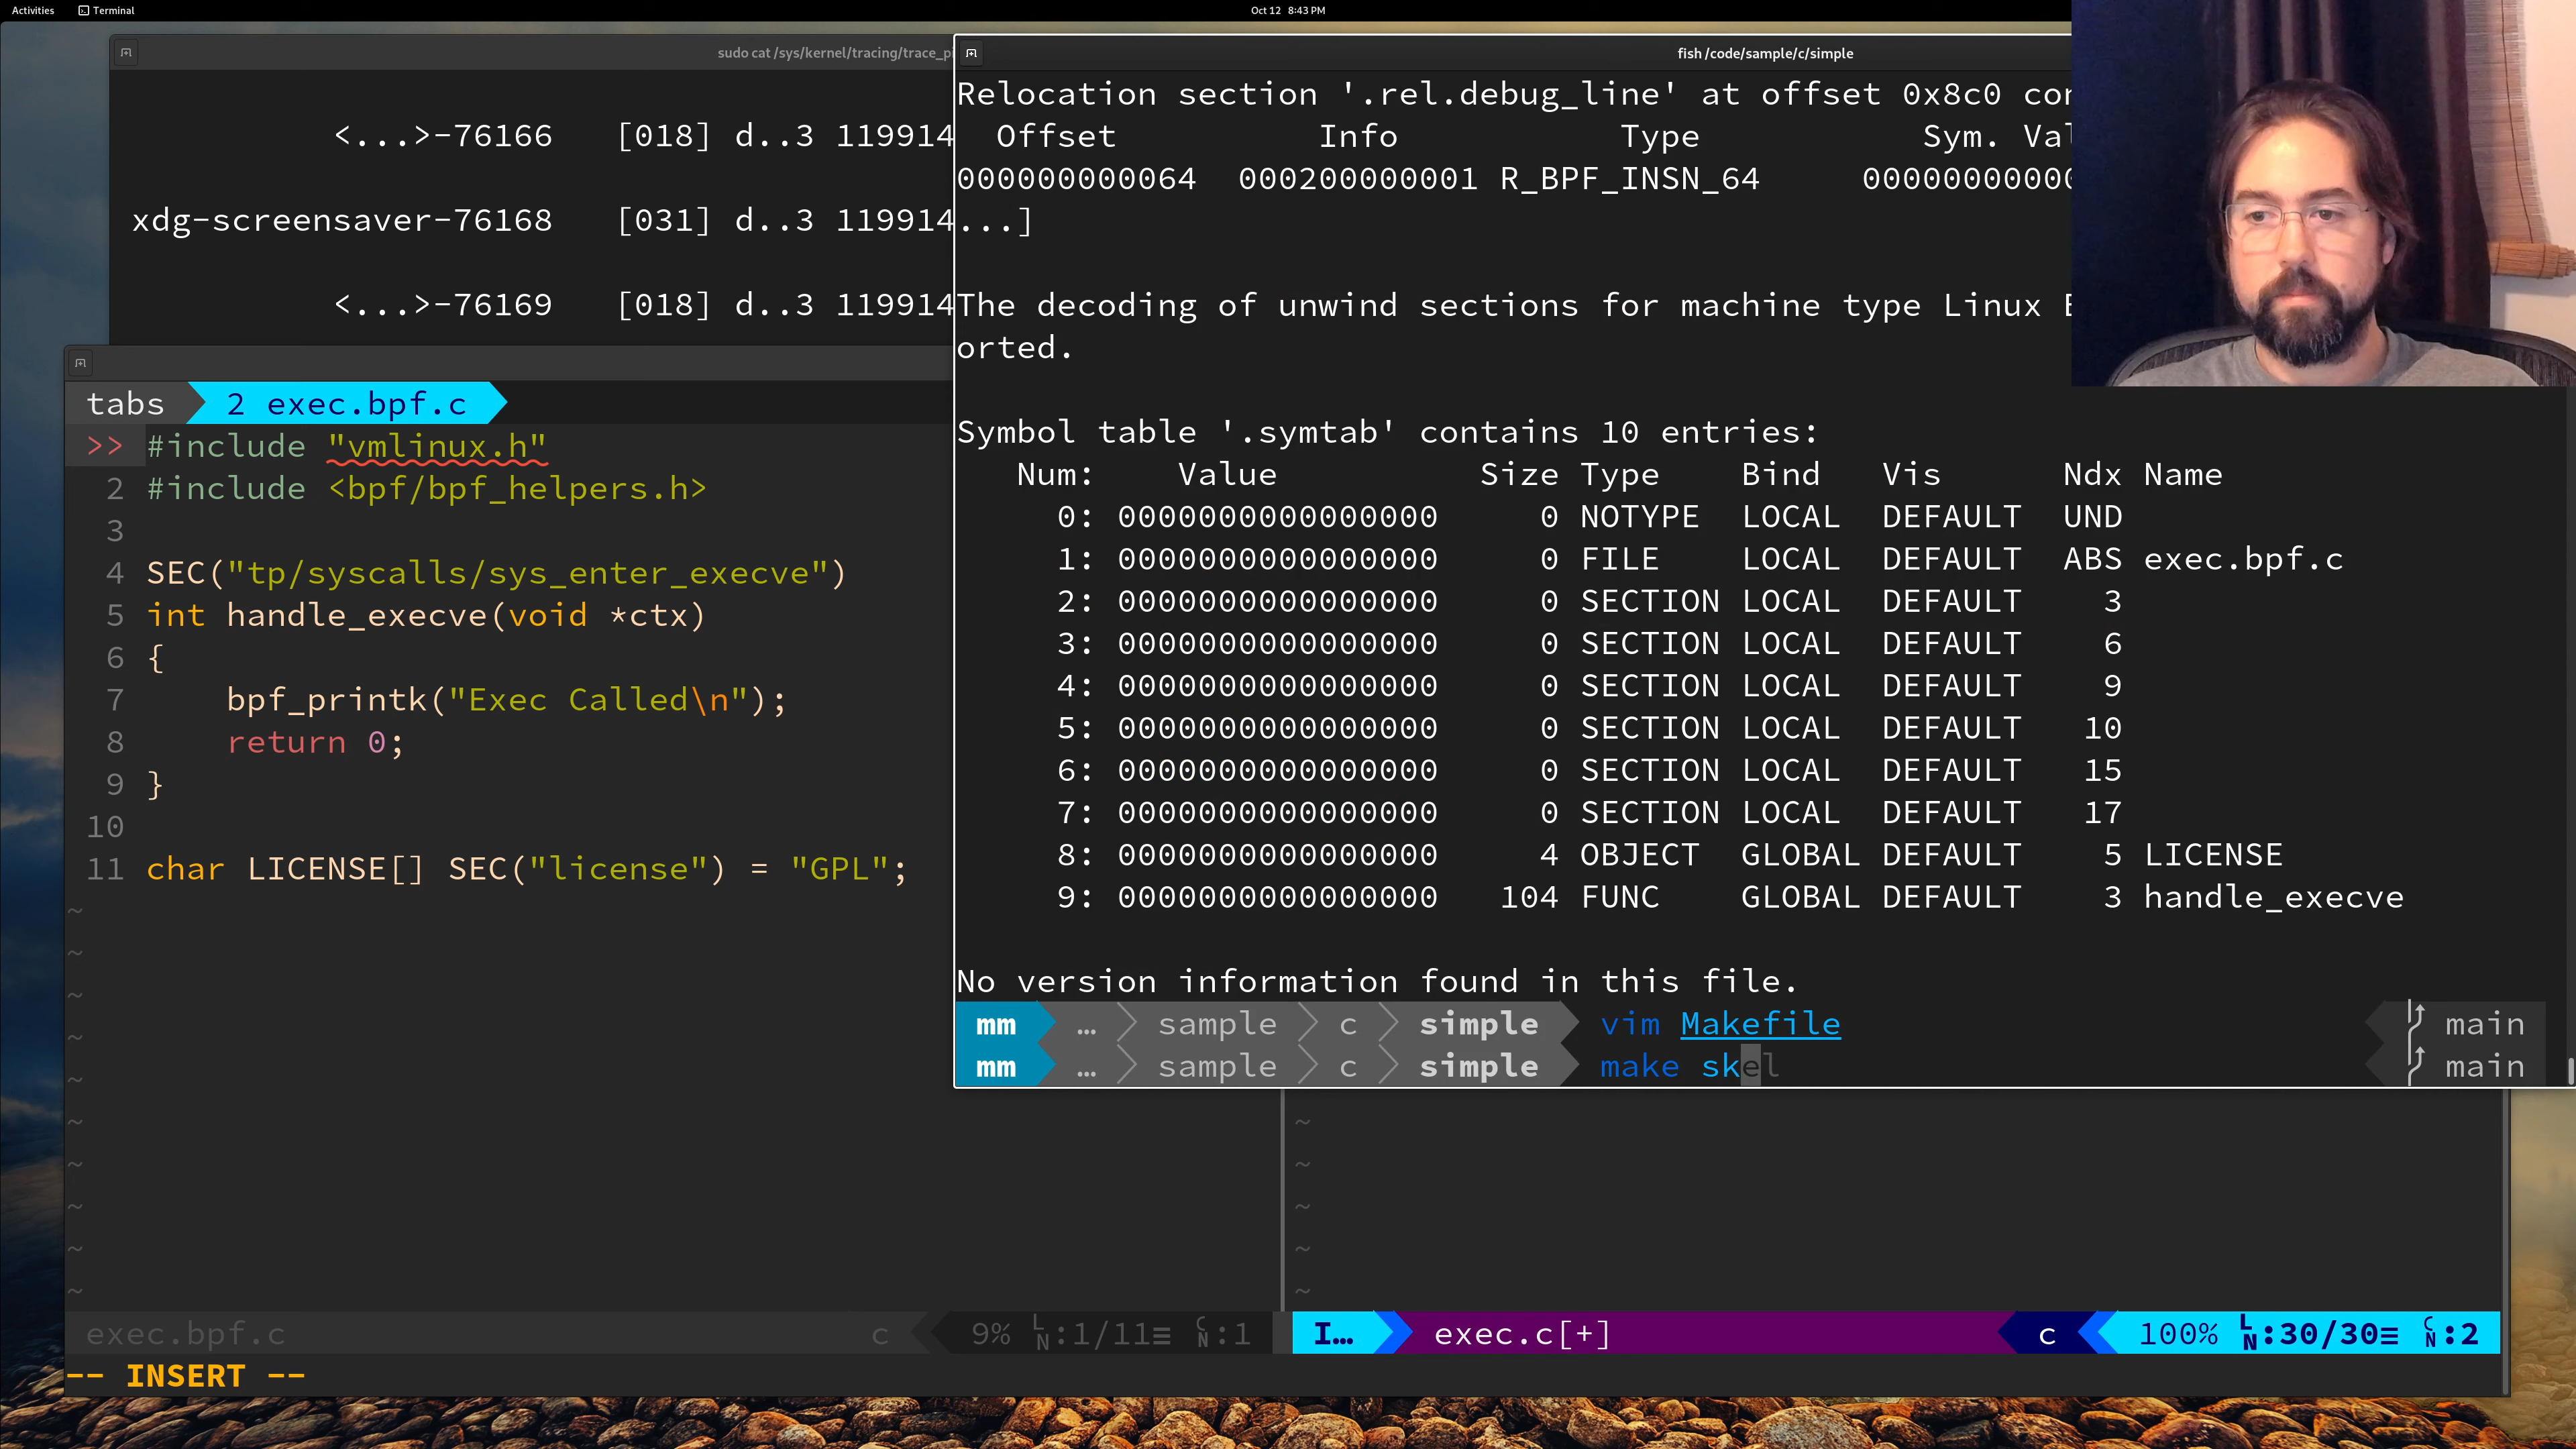 Activities
Terminal
Oct 12 8:43 PM
sudo cat /sys/kernel/tracing/trace_p
<...>-76166 [018] d..3 119914
xdg-screensaver-76168 [031] d..3 119914
<...>-76169 [018] d..3 119914
fish /code/sample/c/simple
Relocation section '.rel.debug_line' at offset 0x8c0 con
Offset Info Type Sym. Val
000000000064 000200000001 R_BPF_INSN_64 00000000000
...]
The decoding of unwind sections for machine type Linux
orted.
Symbol table '.symtab' contains 10 entries:
Num: Value Size Type Bind Vis Ndx Name
0: 0000000000000000 0 NOTYPE LOCAL DEFAULT UND
1: 0000000000000000 0 FILE LOCAL DEFAULT ABS exec.bpf.c
2: 0000000000000000 0 SECTION LOCAL DEFAULT 3
3: 0000000000000000 0 SECTION LOCAL DEFAULT 6
4: 0000000000000000 0 SECTION LOCAL DEFAULT 9
5: 0000000000000000 0 SECTION LOCAL DEFAULT 10
6: 0000000000000000 0 SECTION LOCAL DEFAULT 15
7: 0000000000000000 0 SECTION LOCAL DEFAULT 17
8: 0000000000000000 4 OBJECT GLOBAL DEFAULT 5 LICENSE
9: 0000000000000000 104 FUNC GLOBAL DEFAULT 3 handle_execve
No version information found in this file.
mm … sample c simple vim Makefile main
mm … sample c simple make skel main
tabs 2 exec.bpf.c
>> #include "vmlinux.h"
2 #include <bpf/bpf_helpers.h>
3
4 SEC("tp/syscalls/sys_enter_execve")
5 int handle_execve(void *ctx)
6 {
7 bpf_printk("Exec Called\n");
8 return 0;
9 }
10
11 char LICENSE[] SEC("license") = "GPL";
~
~
~
~
~
~
~
~
~
~
exec.bpf.c c 9% LN:1/11≡ CN:1
~
~
~
~
~
I… exec.c[+] c 100% LN:30/30≡ CN:2
-- INSERT --